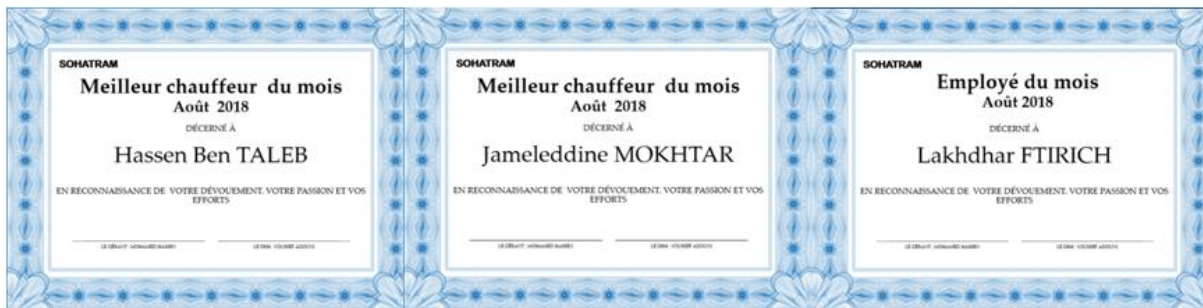 SOHATRAM
Meilleur chauffeur du mois
Août 2018
DÉCERNÉ À
Hassen Ben TALEB
EN RECONNAISSANCE DE VOTRE DÉVOUEMENT. VOTRE PASSION ET VOS
EFFORTS
SOHATRAM
Meilleur chauffeur du mois
Août 2018
DÉCERNÉ À
Jameleddine MOKHTAR
EN RECONNAISSANCE DE VOTRE DÉVOUEMENT. VOTRE PASSION ET VOS
EFFORTS
SOHATRAM
Employé du mois
Août 2018
DÉCERNÉ À
Lakhdhar FTIRICH
EN RECONNAISSANCE DE VOTRE DÉVOUEMENT. VOTRE PASSION ET VOS
EFFORTS